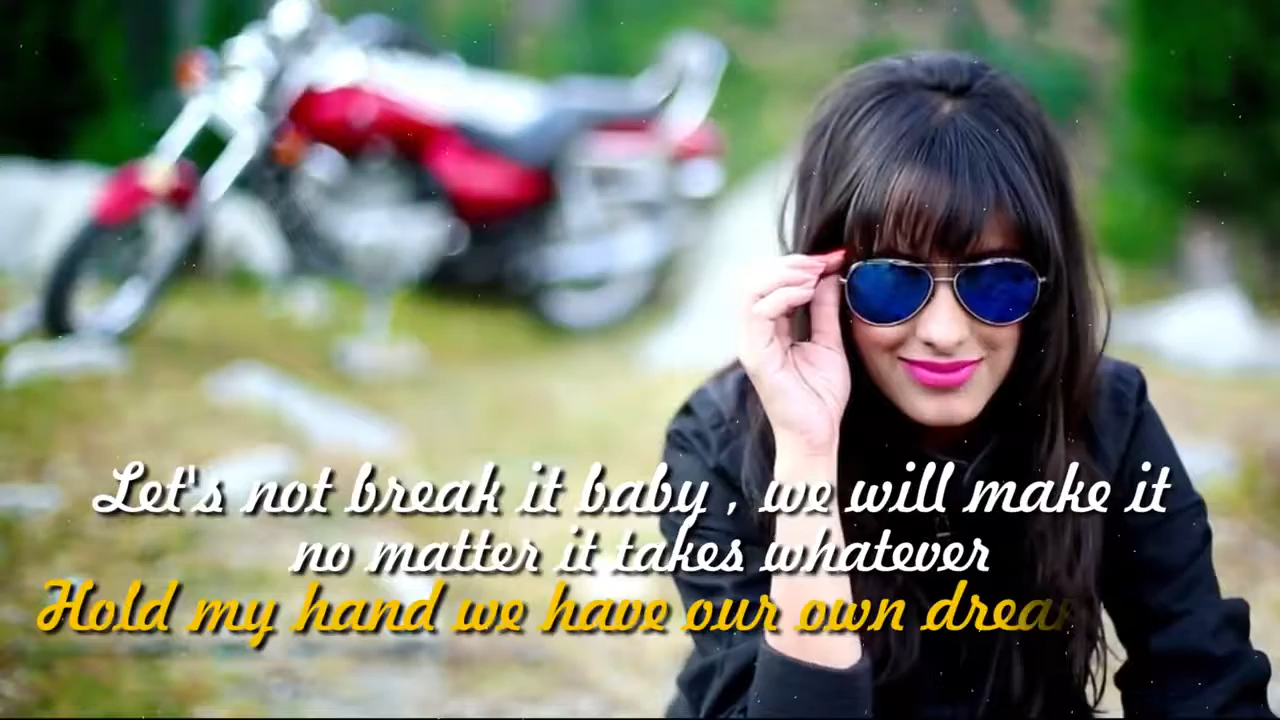 Let's not break it baby , we will make it
no matter it takes whatever
Hold my hand we have our own drea